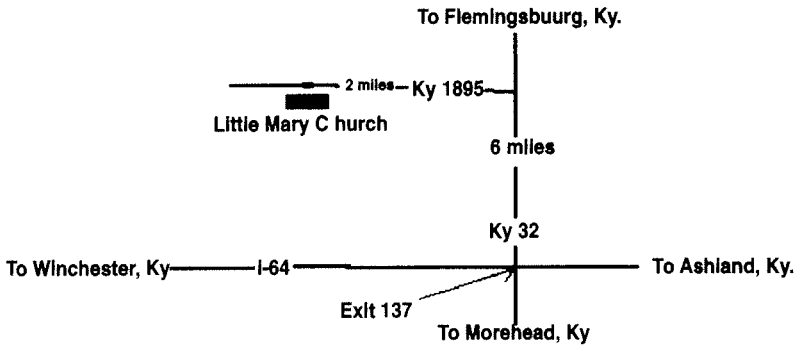 To Flemingsbuurg, Ky.
2 miles Ky 1895
Little Mary C hurch
6 miles
Ky 32
To Winchester, Ky I-64 To Ashland, Ky.
Exit 137
To Morehead, Ky